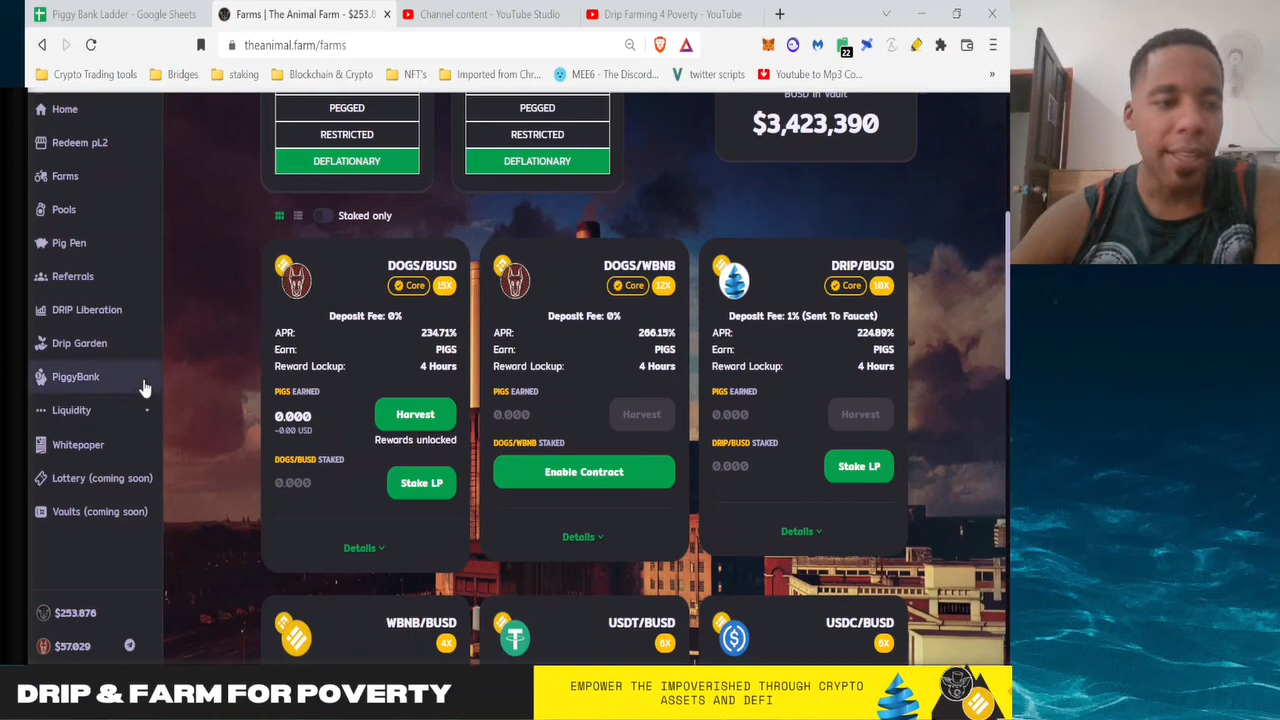 Piggy Bank Ladder - Google Sheets
Farms | The Animal Farm - $253.8
Channel content - YouTube Studio
Drip Farming 4 Poverty - YouTube
theanimal.farm/farms
22
Crypto Trading tools
Bridges
staking
Blockchain & Crypto
NFT's
Imported from Chr...
MEE6 - The Discord...
twitter scripts
Youtube to Mp3 Co...
Home
Redeem pL2
Farms
Pools
Pig Pen
Referrals
DRIP Liberation
Drip Garden
PiggyBank
Liquidity
Whitepaper
Lottery (coming soon)
Vaults (coming soon)
$253.876
$57.029
PEGGED
RESTRICTED
DEFLATIONARY
PEGGED
RESTRICTED
DEFLATIONARY
BUSD in Vault
$3,423,390
Staked only
DOGS/BUSD
Core 15X
Deposit Fee: 0%
APR: 234.71%
Earn: PIGS
Reward Lockup: 4 Hours
PIGS EARNED
0.000
~0.00 USD
Harvest
Rewards unlocked
DOGS/BUSD STAKED
0.000
Stake LP
Details
DOGS/WBNB
Core 12X
Deposit Fee: 0%
APR: 266.15%
Earn: PIGS
Reward Lockup: 4 Hours
PIGS EARNED
0.000
Harvest
DOGS/WBNB STAKED
Enable Contract
Details
DRIP/BUSD
Core 10X
Deposit Fee: 1% (Sent To Faucet)
APR: 224.89%
Earn: PIGS
Reward Lockup: 4 Hours
PIGS EARNED
0.000
Harvest
DRIP/BUSD STAKED
0.000
Stake LP
Details
WBNB/BUSD
4X
USDT/BUSD
6X
USDC/BUSD
6X
DRIP & FARM FOR POVERTY
EMPOWER THE IMPOVERISHED THROUGH CRYPTO
ASSETS AND DEFI